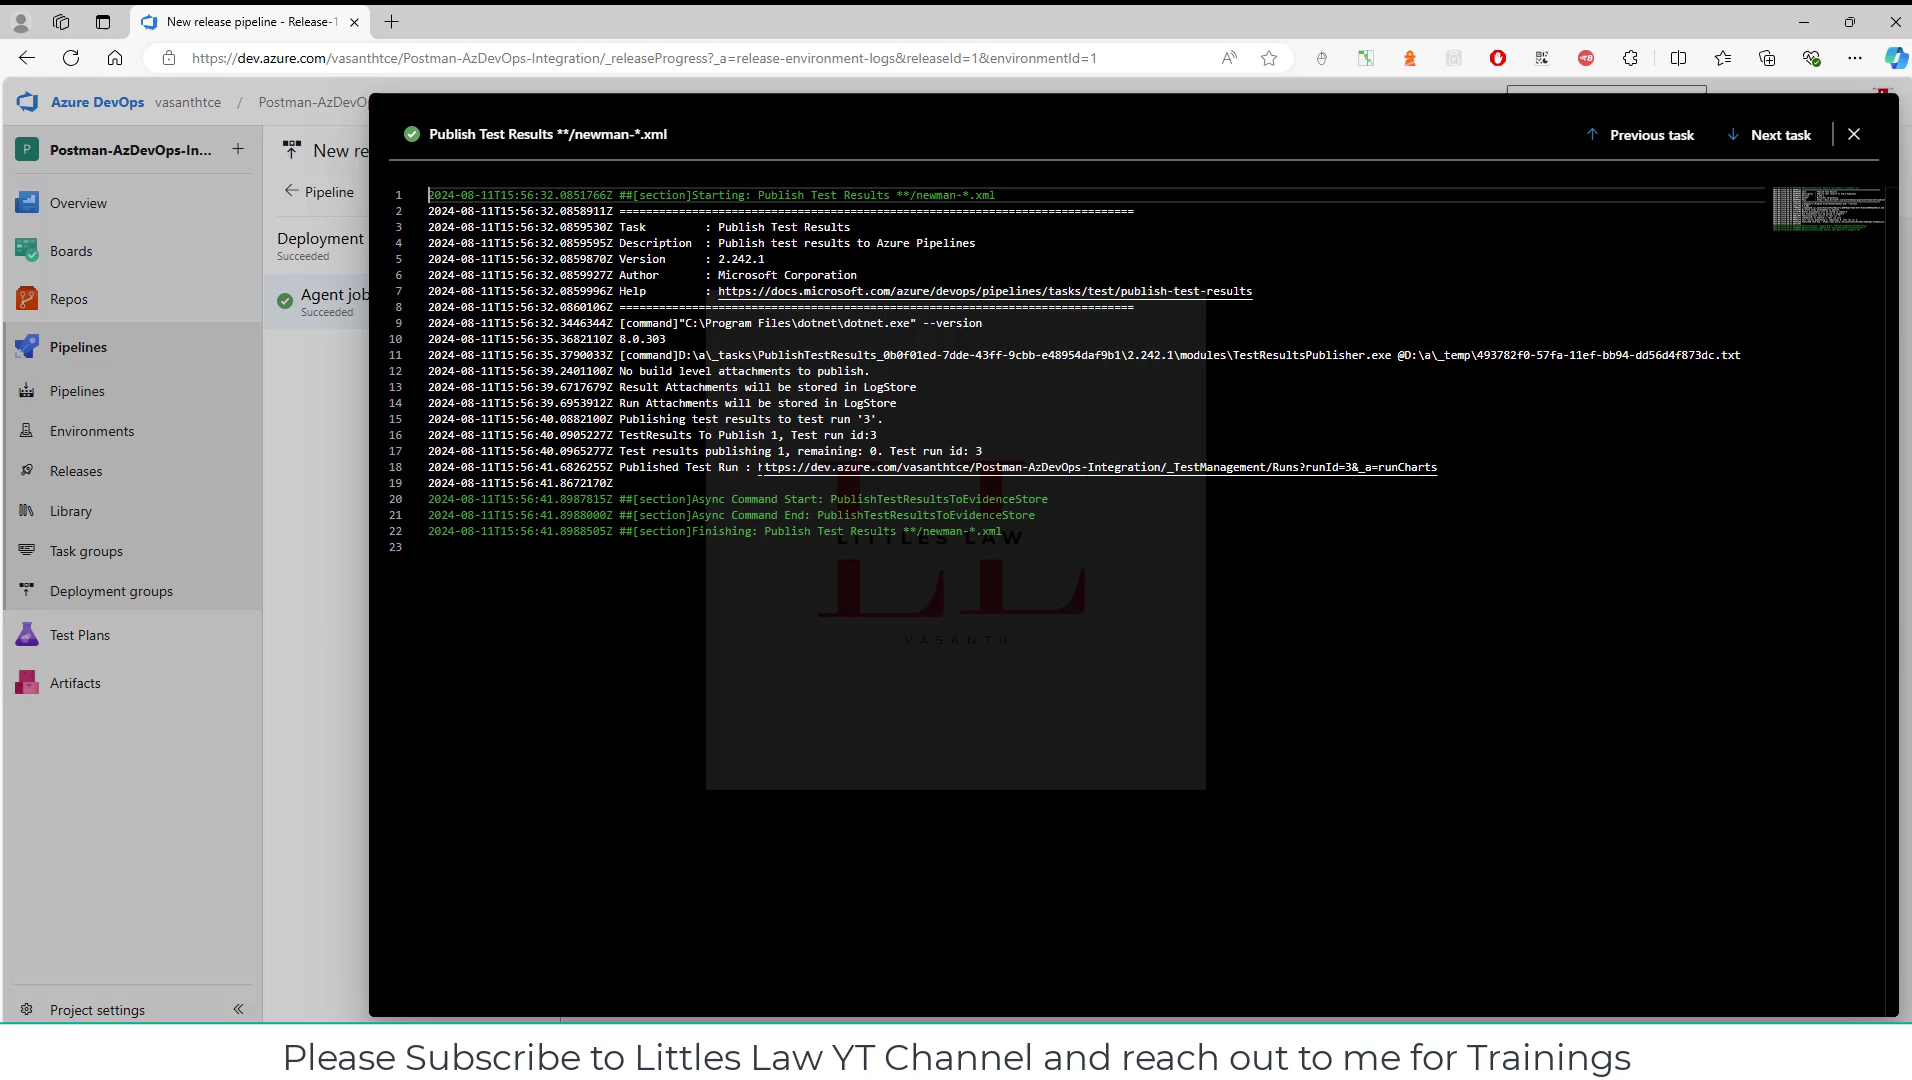 New release pipeline - Release-1
https://dev.azure.com/vasanthtce/Postman-AzDevOps-Integration/_releaseProgress?_a=release-environment-logs&releaseId=1&environmentId=1
Azure DevOps vasanthtce / Postman-AzDevO
P Postman-AzDevOps-In... +
Overview
Boards
Repos
Pipelines
Pipelines
Environments
Releases
Library
Task groups
Deployment groups
Test Plans
Artifacts
Project settings
New re
Pipeline
Deployment
Succeeded
Agent job
Succeeded
Publish Test Results **/newman-*.xml
Previous task
Next task
1 2024-08-11T15:56:32.0851766Z ##[section]Starting: Publish Test Results **/newman-*.xml
2 2024-08-11T15:56:32.0858911Z ==============================================================================
3 2024-08-11T15:56:32.0859530Z Task : Publish Test Results
4 2024-08-11T15:56:32.0859595Z Description : Publish test results to Azure Pipelines
5 2024-08-11T15:56:32.0859870Z Version : 2.242.1
6 2024-08-11T15:56:32.0859927Z Author : Microsoft Corporation
7 2024-08-11T15:56:32.0859996Z Help : https://docs.microsoft.com/azure/devops/pipelines/tasks/test/publish-test-results
8 2024-08-11T15:56:32.0860106Z ==============================================================================
9 2024-08-11T15:56:32.3446344Z [command]"C:\Program Files\dotnet\dotnet.exe" --version
10 2024-08-11T15:56:35.3682110Z 8.0.303
11 2024-08-11T15:56:35.3790033Z [command]D:\a\_tasks\PublishTestResults_0b0f01ed-7dde-43ff-9cbb-e48954daf9b1\2.242.1\modules\TestResultsPublisher.exe @D:\a\_temp\493782f0-57fa-11ef-bb94-dd56d4f873dc.txt
12 2024-08-11T15:56:39.2401100Z No build level attachments to publish.
13 2024-08-11T15:56:39.6717679Z Result Attachments will be stored in LogStore
14 2024-08-11T15:56:39.6953912Z Run Attachments will be stored in LogStore
15 2024-08-11T15:56:40.0882100Z Publishing test results to test run '3'.
16 2024-08-11T15:56:40.0905227Z TestResults To Publish 1, Test run id:3
17 2024-08-11T15:56:40.0965277Z Test results publishing 1, remaining: 0. Test run id: 3
18 2024-08-11T15:56:41.6826255Z Published Test Run : https://dev.azure.com/vasanthtce/Postman-AzDevOps-Integration/_TestManagement/Runs?runId=3&_a=runCharts
19 2024-08-11T15:56:41.8672170Z
20 2024-08-11T15:56:41.8987815Z ##[section]Async Command Start: PublishTestResultsToEvidenceStore
21 2024-08-11T15:56:41.8988000Z ##[section]Async Command End: PublishTestResultsToEvidenceStore
22 2024-08-11T15:56:41.8988505Z ##[section]Finishing: Publish Test Results **/newman-*.xml
23
LITTLES LAW
LL
VASANTH
Please Subscribe to Littles Law YT Channel and reach out to me for Trainings